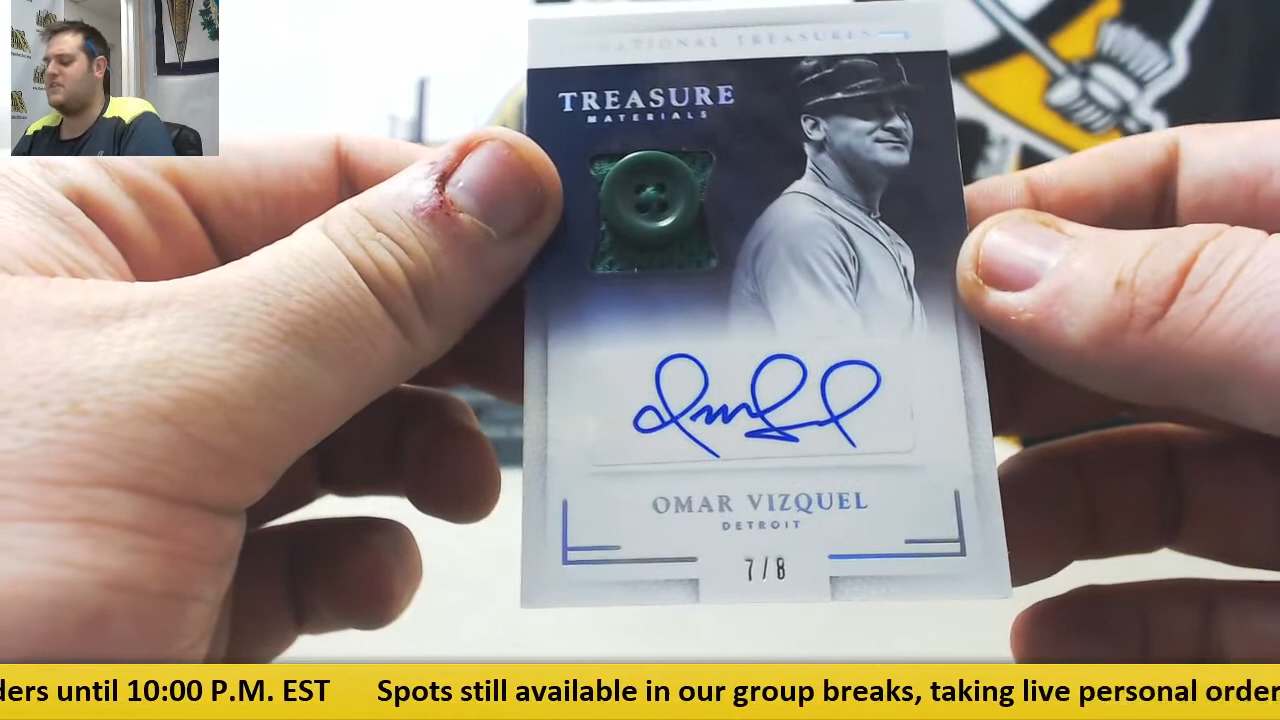 NATIONAL TREASURES
TREASURE
MATERIALS
OMAR VIZQUEL
DETROIT
7/8
ders until 10:00 P.M. EST Spots still available in our group breaks, taking live personal order